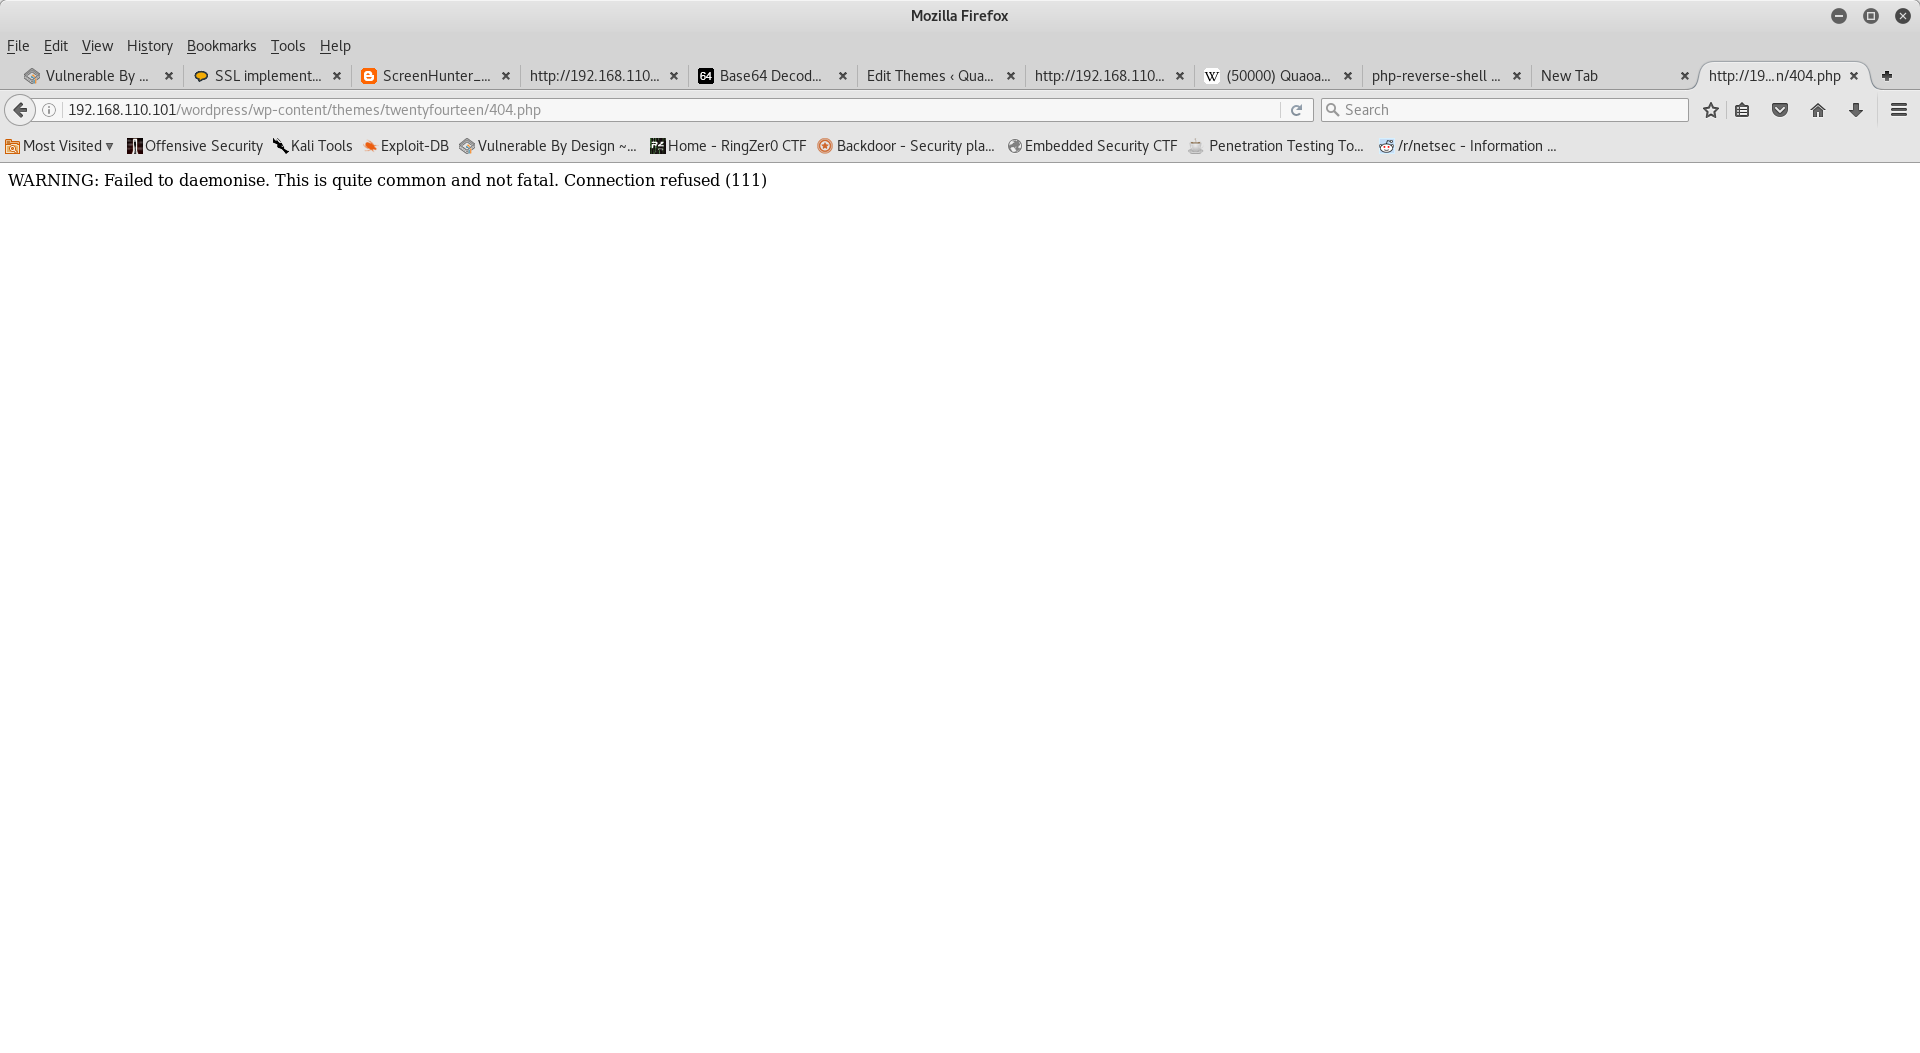 Mozilla Firefox
File Edit View History Bookmarks Tools Help
Vulnerable By ... SSL implement... ScreenHunter_... http://192.168.110... 64 Base64 Decod... Edit Themes ‹ Qua... http://192.168.110... W (50000) Quaoa... php-reverse-shell ... New Tab http://19...n/404.php
192.168.110.101/wordpress/wp-content/themes/twentyfourteen/404.php Search
Most Visited Offensive Security Kali Tools Exploit-DB Vulnerable By Design ~... Home - RingZer0 CTF Backdoor - Security pla... Embedded Security CTF Penetration Testing To... /r/netsec - Information ...
WARNING: Failed to daemonise. This is quite common and not fatal. Connection refused (111)